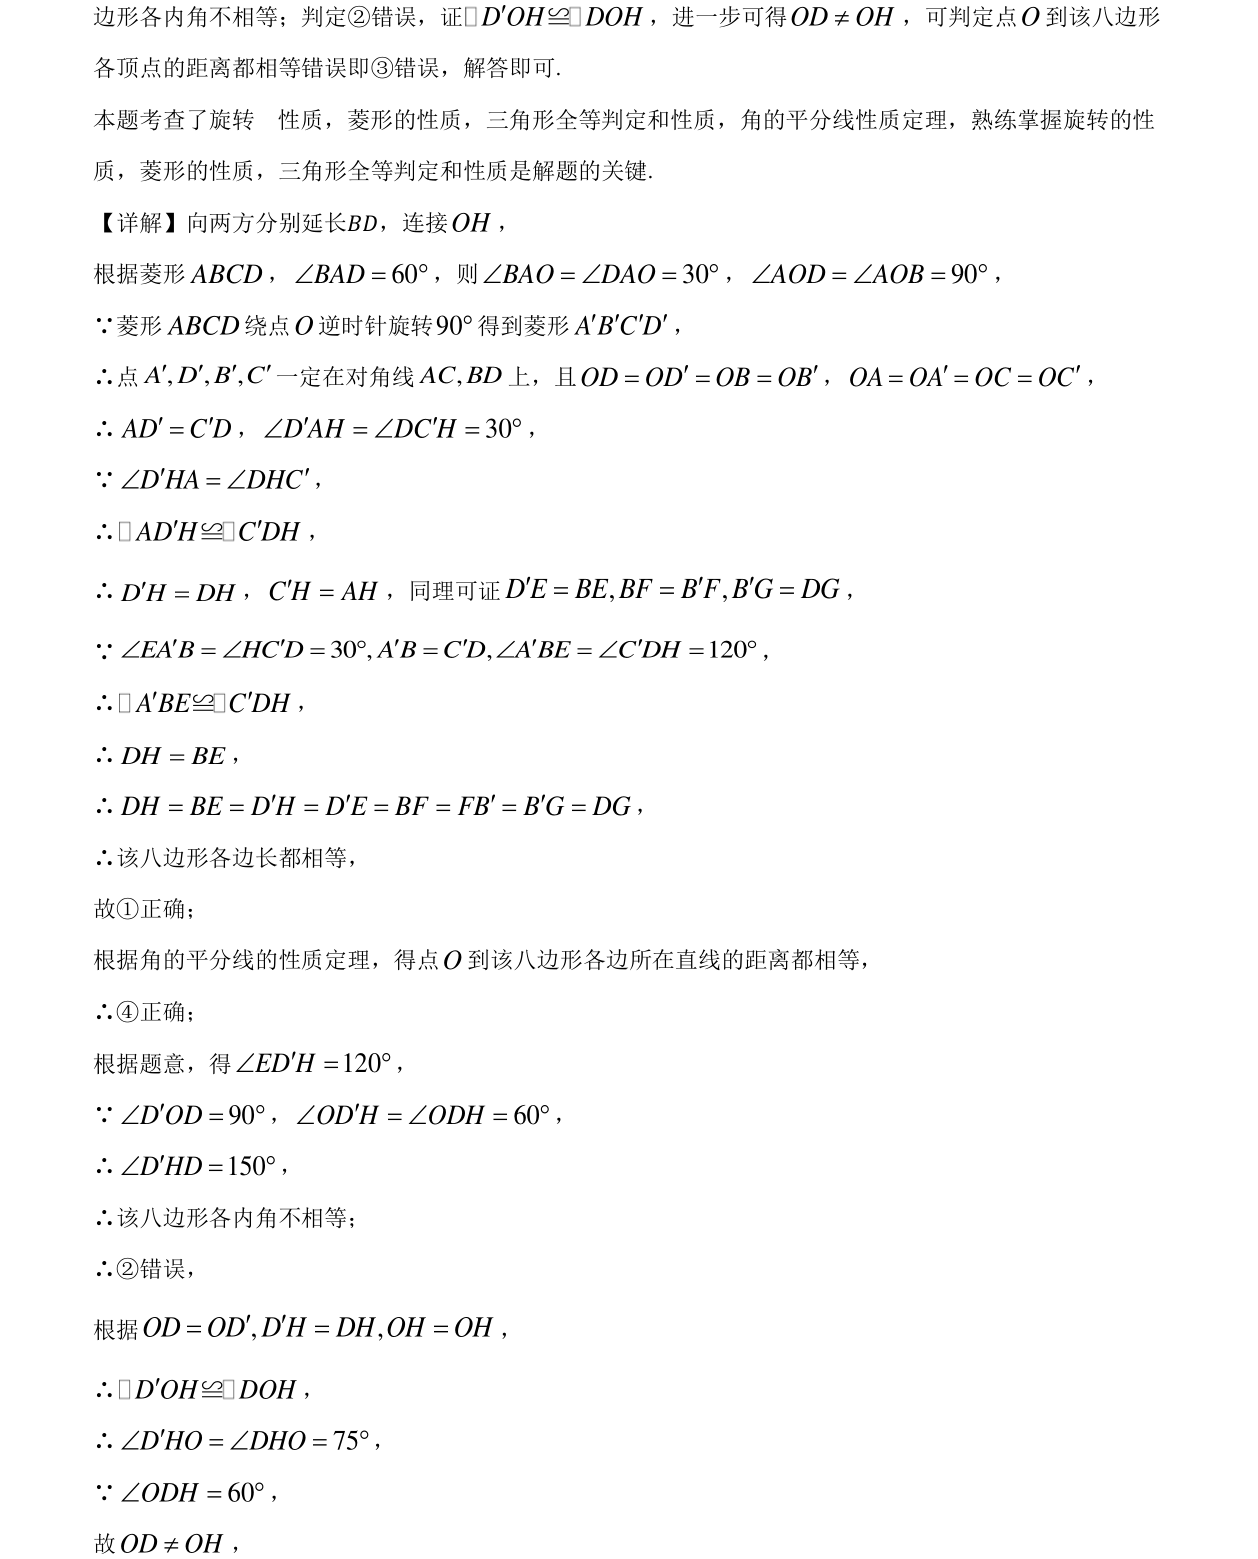 边形各内角不相等；判定②错误，证□D′OH≌□DOH，进一步可得OD≠OH，可判定点O到该八边形
各顶点的距离都相等错误即③错误，解答即可.
本题考查了旋转　性质，菱形的性质，三角形全等判定和性质，角的平分线性质定理，熟练掌握旋转的性
质，菱形的性质，三角形全等判定和性质是解题的关键.
【详解】向两方分别延长BD，连接OH，
根据菱形ABCD，∠BAD=60°，则∠BAO=∠DAO=30°，∠AOD=∠AOB=90°，
∵菱形ABCD绕点O逆时针旋转90°得到菱形A′B′C′D′，
∴点A′,D′,B′,C′一定在对角线AC,BD上，且OD=OD′=OB=OB′，OA=OA′=OC=OC′，
∴AD′=C′D，∠D′AH=∠DC′H=30°，
∵∠D′HA=∠DHC′，
∴□AD′H≌□C′DH，
∴D′H=DH，C′H=AH，同理可证D′E=BE,BF=B′F,B′G=DG，
∵∠EA′B=∠HC′D=30°,A′B=C′D,∠A′BE=∠C′DH=120°，
∴□A′BE≌□C′DH，
∴DH=BE，
∴DH=BE=D′H=D′E=BF=FB′=B′G=DG，
∴该八边形各边长都相等，
故①正确；
根据角的平分线的性质定理，得点O到该八边形各边所在直线的距离都相等，
∴④正确；
根据题意，得∠ED′H=120°，
∵∠D′OD=90°，∠OD′H=∠ODH=60°，
∴∠D′HD=150°，
∴该八边形各内角不相等；
∴②错误，
根据OD=OD′,D′H=DH,OH=OH，
∴□D′OH≌□DOH，
∴∠D′HO=∠DHO=75°，
∵∠ODH=60°，
故OD≠OH，